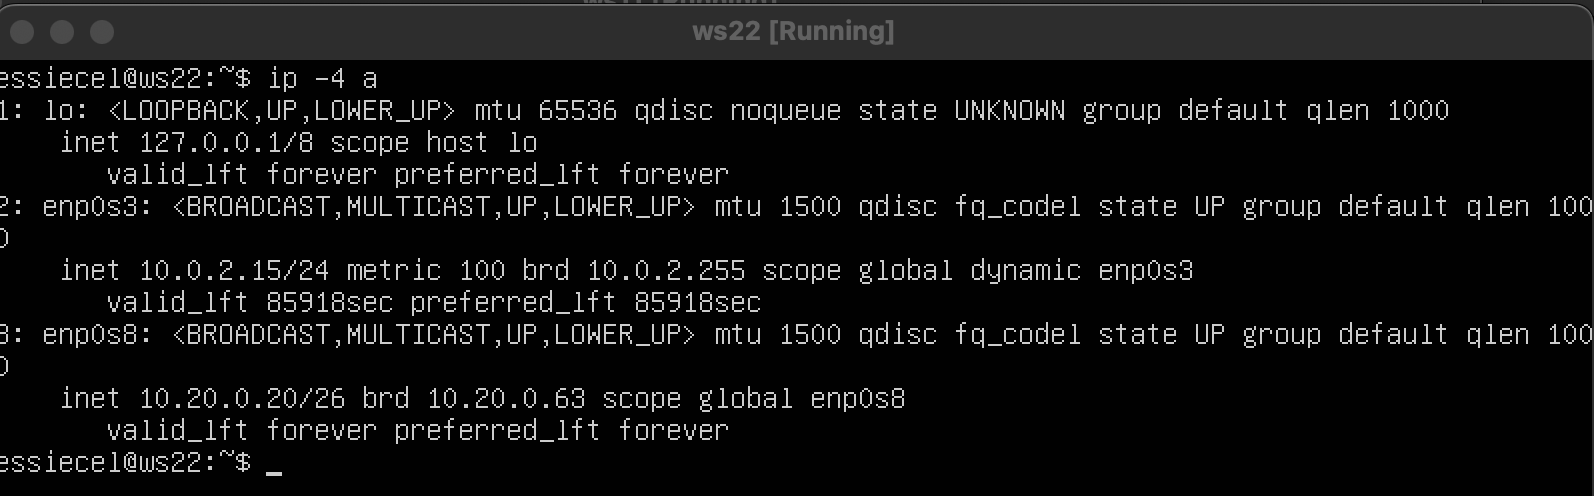 ws22 [Running]
essiecel@ws22:~$ ip -4 a
1: lo: <LOOPBACK,UP,LOWER_UP> mtu 65536 qdisc noqueue state UNKNOWN group default qlen 1000
inet 127.0.0.1/8 scope host lo
valid_lft forever preferred_lft forever
2: enp0s3: <BROADCAST,MULTICAST,UP,LOWER_UP> mtu 1500 qdisc fq_codel state UP group default qlen 100
0
inet 10.0.2.15/24 metric 100 brd 10.0.2.255 scope global dynamic enp0s3
valid_lft 85918sec preferred_lft 85918sec
3: enp0s8: <BROADCAST,MULTICAST,UP,LOWER_UP> mtu 1500 qdisc fq_codel state UP group default qlen 100
0
inet 10.20.0.20/26 brd 10.20.0.63 scope global enp0s8
valid_lft forever preferred_lft forever
essiecel@ws22:~$ _